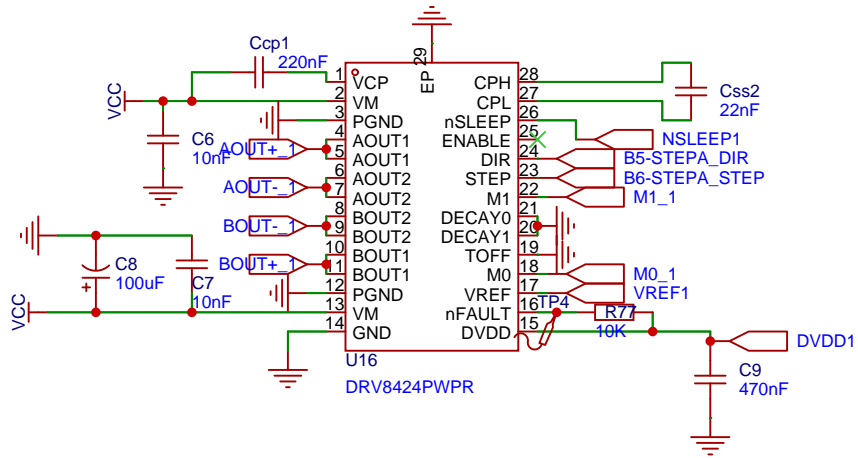 Ccp1
220nF
VCC
C6
10nF
AOUT+_1
AOUT-_1
BOUT-_1
BOUT+_1
C8
100uF
+
C7
10nF
VCC
1 VCP
2 VM
3 PGND
4 AOUT1
5 AOUT1
6 AOUT2
7 AOUT2
8 BOUT2
9 BOUT2
10 BOUT1
11 BOUT1
12 PGND
13 VM
14 GND
EP 29
CPH 28
CPL 27
nSLEEP 26
ENABLE 25
DIR 24
STEP 23
M1 22
DECAY0 21
DECAY1 20
TOFF 19
M0 18
VREF 17
nFAULT 16
DVDD 15
U16
DRV8424PWPR
Css2
22nF
NSLEEP1
B5-STEPA_DIR
B6-STEPA_STEP
M1_1
M0_1
VREF1
TP4
R77
10K
DVDD1
C9
470nF